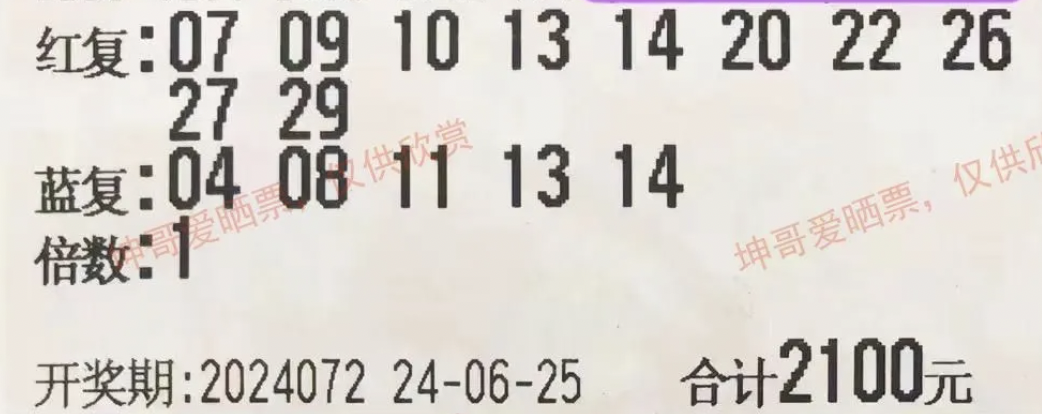 红复:07 09 10 13 14 20 22 26
27 29
蓝复:04 08 11 13 14
坤哥爱晒票，仅供欣赏
坤哥爱晒票，仅供欣
倍数:1
开奖期:2024072 24-06-25 合计2100元